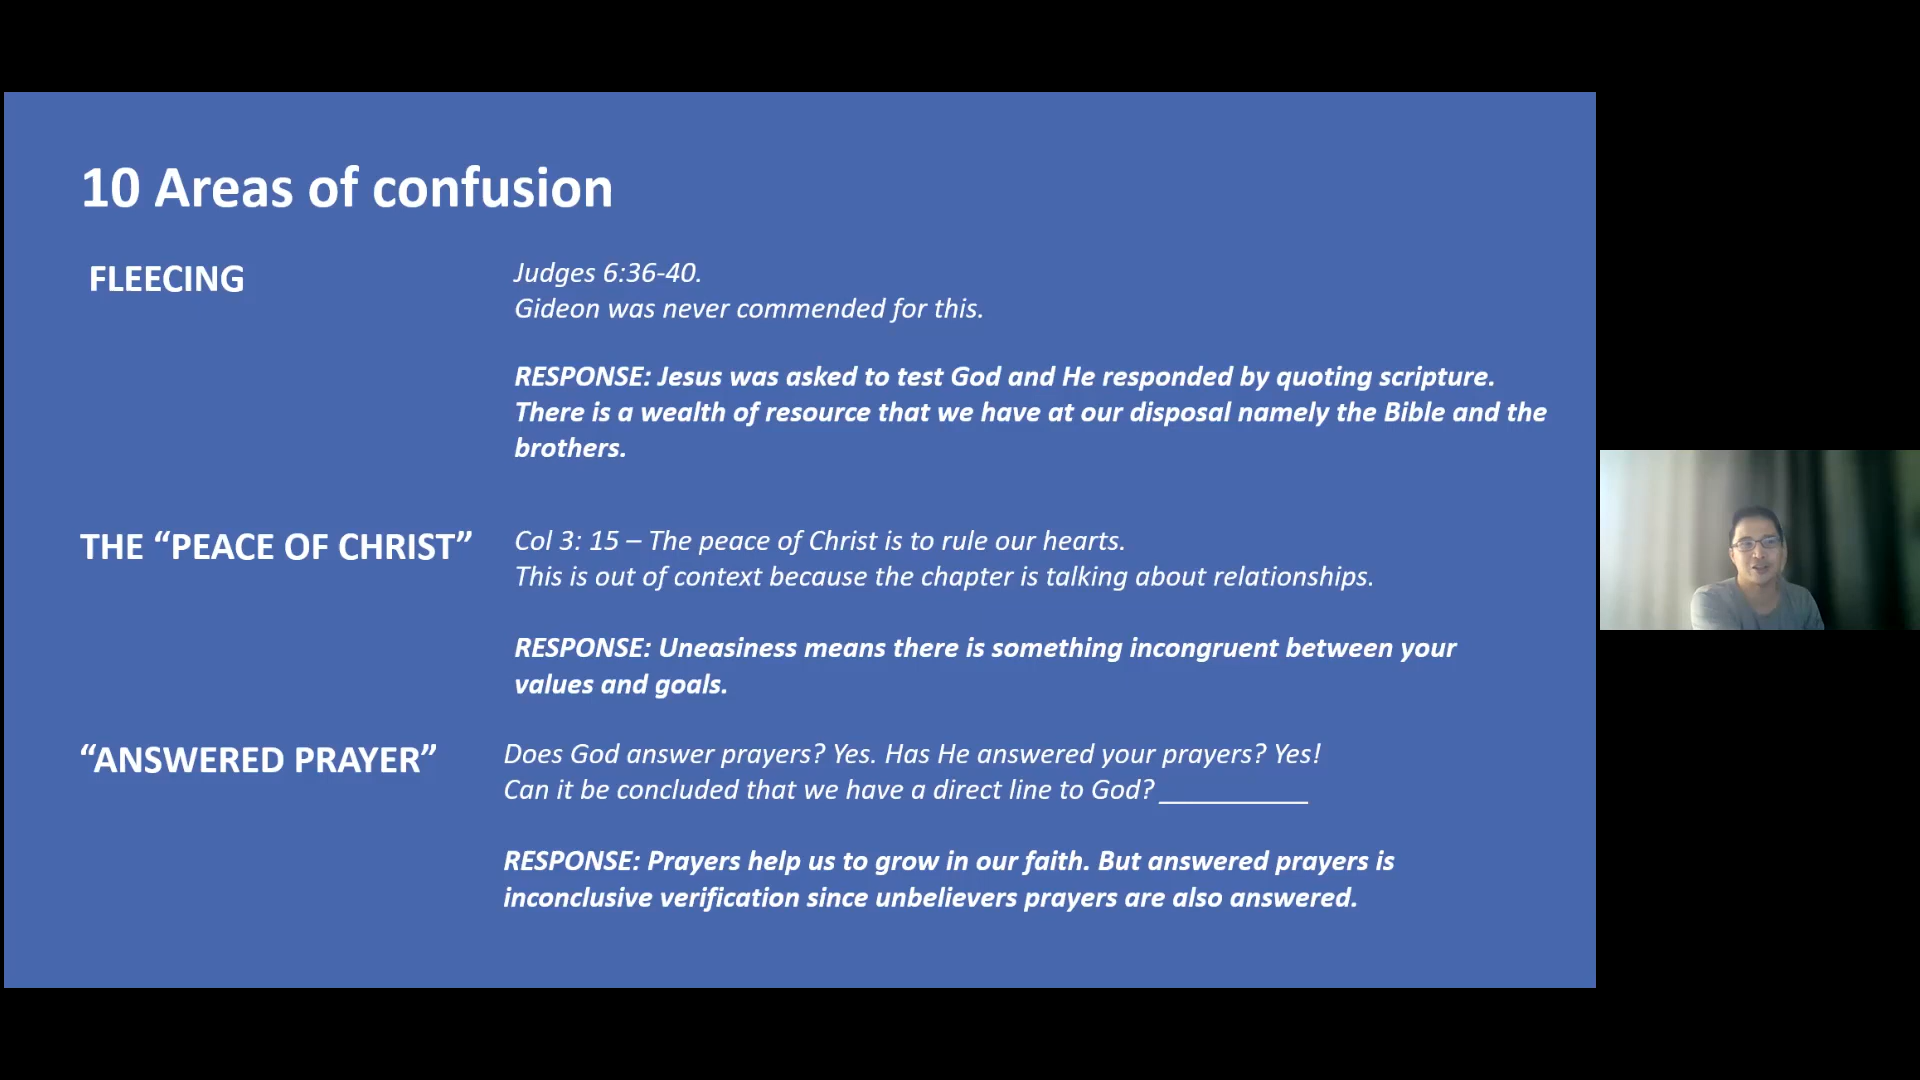 10 Areas of confusion
FLEECING
Judges 6:36-40.
Gideon was never commended for this.
RESPONSE: Jesus was asked to test God and He responded by quoting scripture.
There is a wealth of resource that we have at our disposal namely the Bible and the
brothers.
THE “PEACE OF CHRIST”
Col 3: 15 – The peace of Christ is to rule our hearts.
This is out of context because the chapter is talking about relationships.
RESPONSE: Uneasiness means there is something incongruent between your
values and goals.
“ANSWERED PRAYER”
Does God answer prayers? Yes. Has He answered your prayers? Yes!
Can it be concluded that we have a direct line to God? ___________
RESPONSE: Prayers help us to grow in our faith. But answered prayers is
inconclusive verification since unbelievers prayers are also answered.